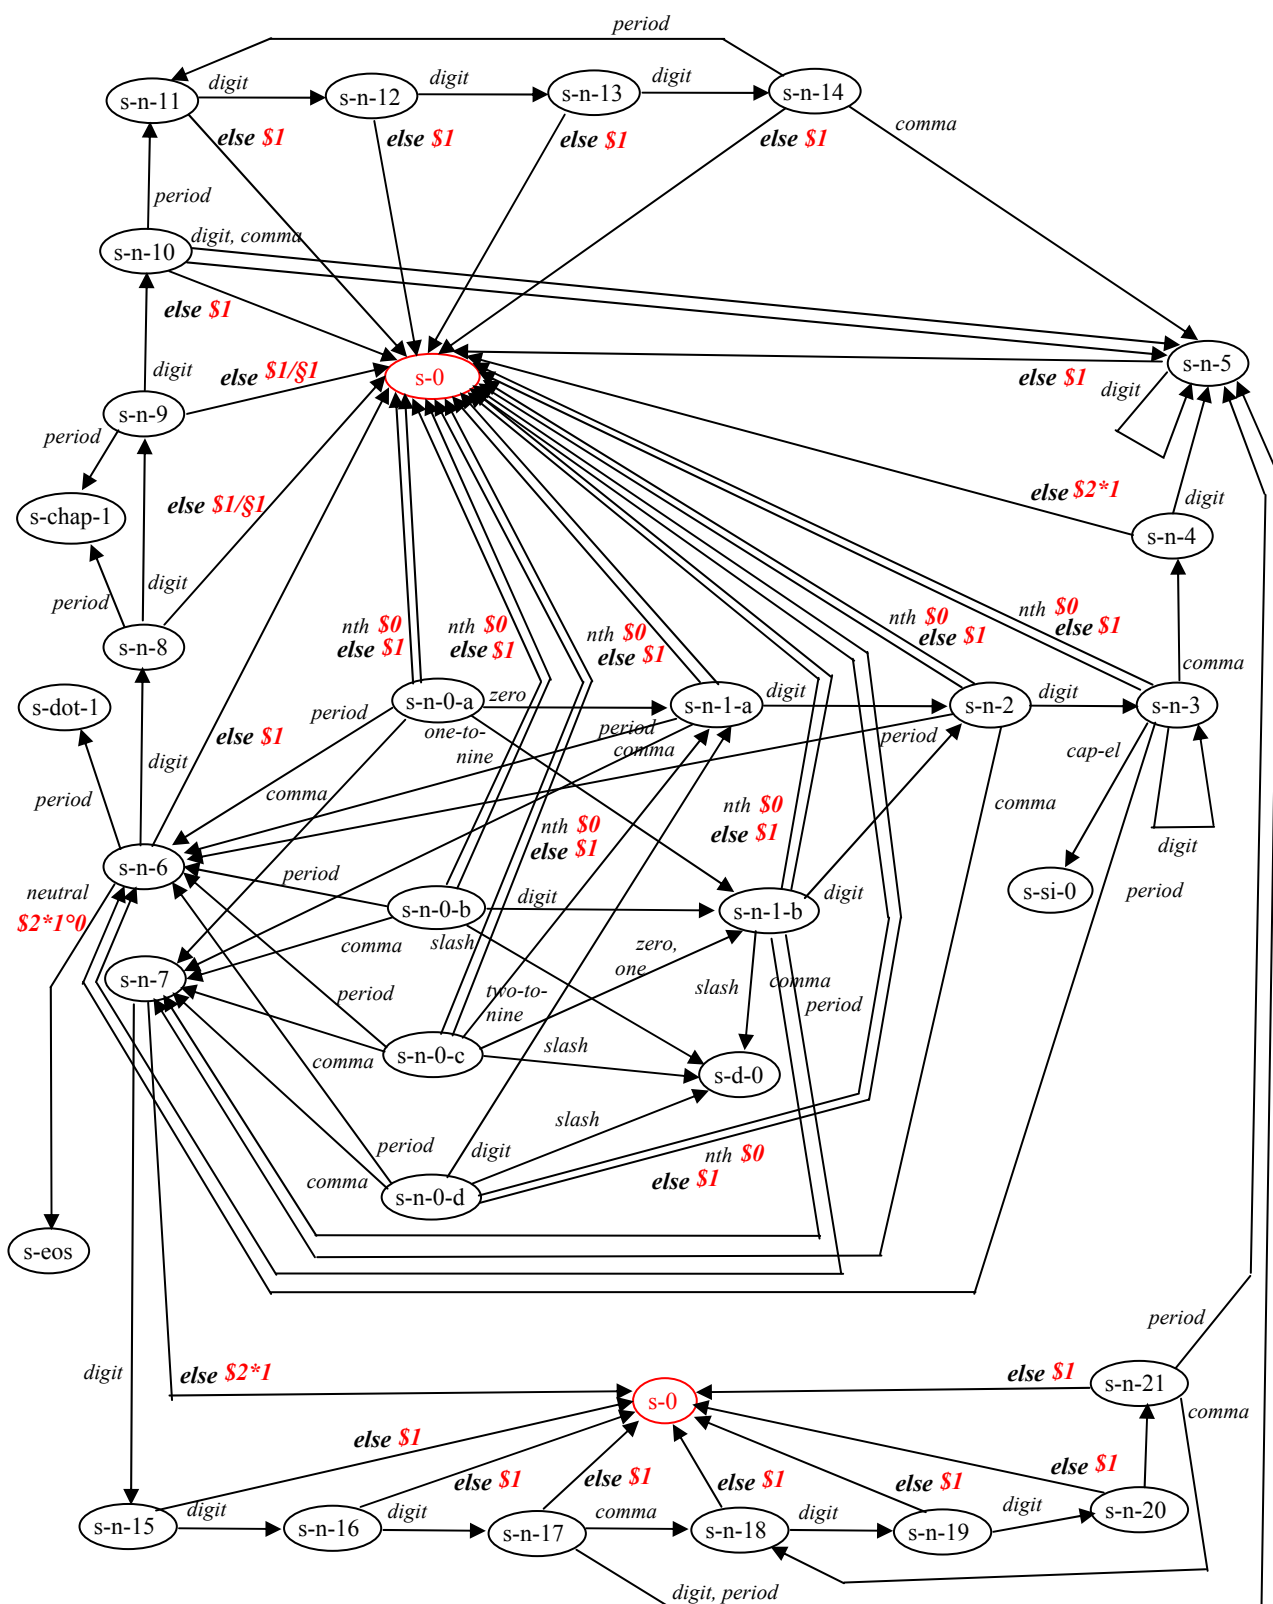 period
s-n-11
digit
s-n-12
digit
s-n-13
digit
s-n-14
else $1
else $1
else $1
else $1
comma
period
s-n-10
digit, comma
else $1
digit
else $1/§1
s-0
else $1
s-n-5
digit
s-n-9
period
s-chap-1
else $1/§1
else $2*1
digit
s-n-4
digit
period
s-n-8
nth $0
else $1
nth $0
else $1
nth $0
else $1
nth $0
else $1
nth $0
else $1
comma
s-dot-1
period
s-n-0-a
zero
s-n-1-a
digit
s-n-2
digit
s-n-3
else $1
one-to-
nine
period
comma
period
cap-el
digit
period
comma
comma
nth $0
else $1
nth $0
else $1
digit
s-n-6
neutral
$2*1°0
period
s-n-0-b
digit
s-n-1-b
digit
s-si-0
period
comma
slash
zero,
one
s-n-7
period
two-to-
nine
slash
comma
period
comma
s-n-0-c
slash
s-d-0
slash
period
digit
nth $0
else $1
comma
s-n-0-d
s-eos
period
digit
else $2*1
else $1
s-n-21
s-0
comma
else $1
else $1
else $1
else $1
else $1
else $1
s-n-15
digit
s-n-16
digit
s-n-17
comma
s-n-18
digit
s-n-19
digit
s-n-20
digit, period